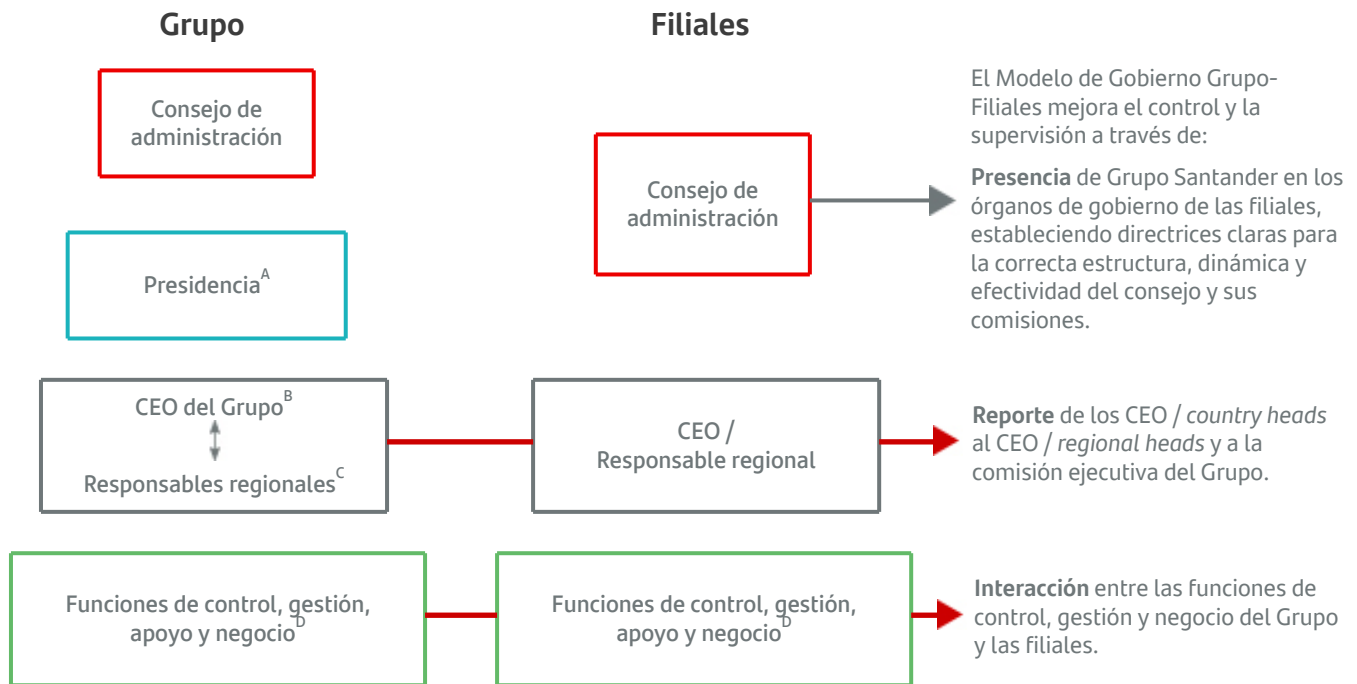 Grupo
Filiales
Consejo de
administración
Presidencia^A
CEO del Grupo^B
Responsables regionales^C
Funciones de control, gestión,
apoyo y negocio^D
Consejo de
administración
CEO /
Responsable regional
Funciones de control, gestión,
apoyo y negocio^D
El Modelo de Gobierno Grupo-
Filiales mejora el control y la
supervisión a través de:
Presencia de Grupo Santander en los
órganos de gobierno de las filiales,
estableciendo directrices claras para
la correcta estructura, dinámica y
efectividad del consejo y sus
comisiones.
Reporte de los CEO / country heads
al CEO / regional heads y a la
comisión ejecutiva del Grupo.
Interacción entre las funciones de
control, gestión y negocio del Grupo
y las filiales.